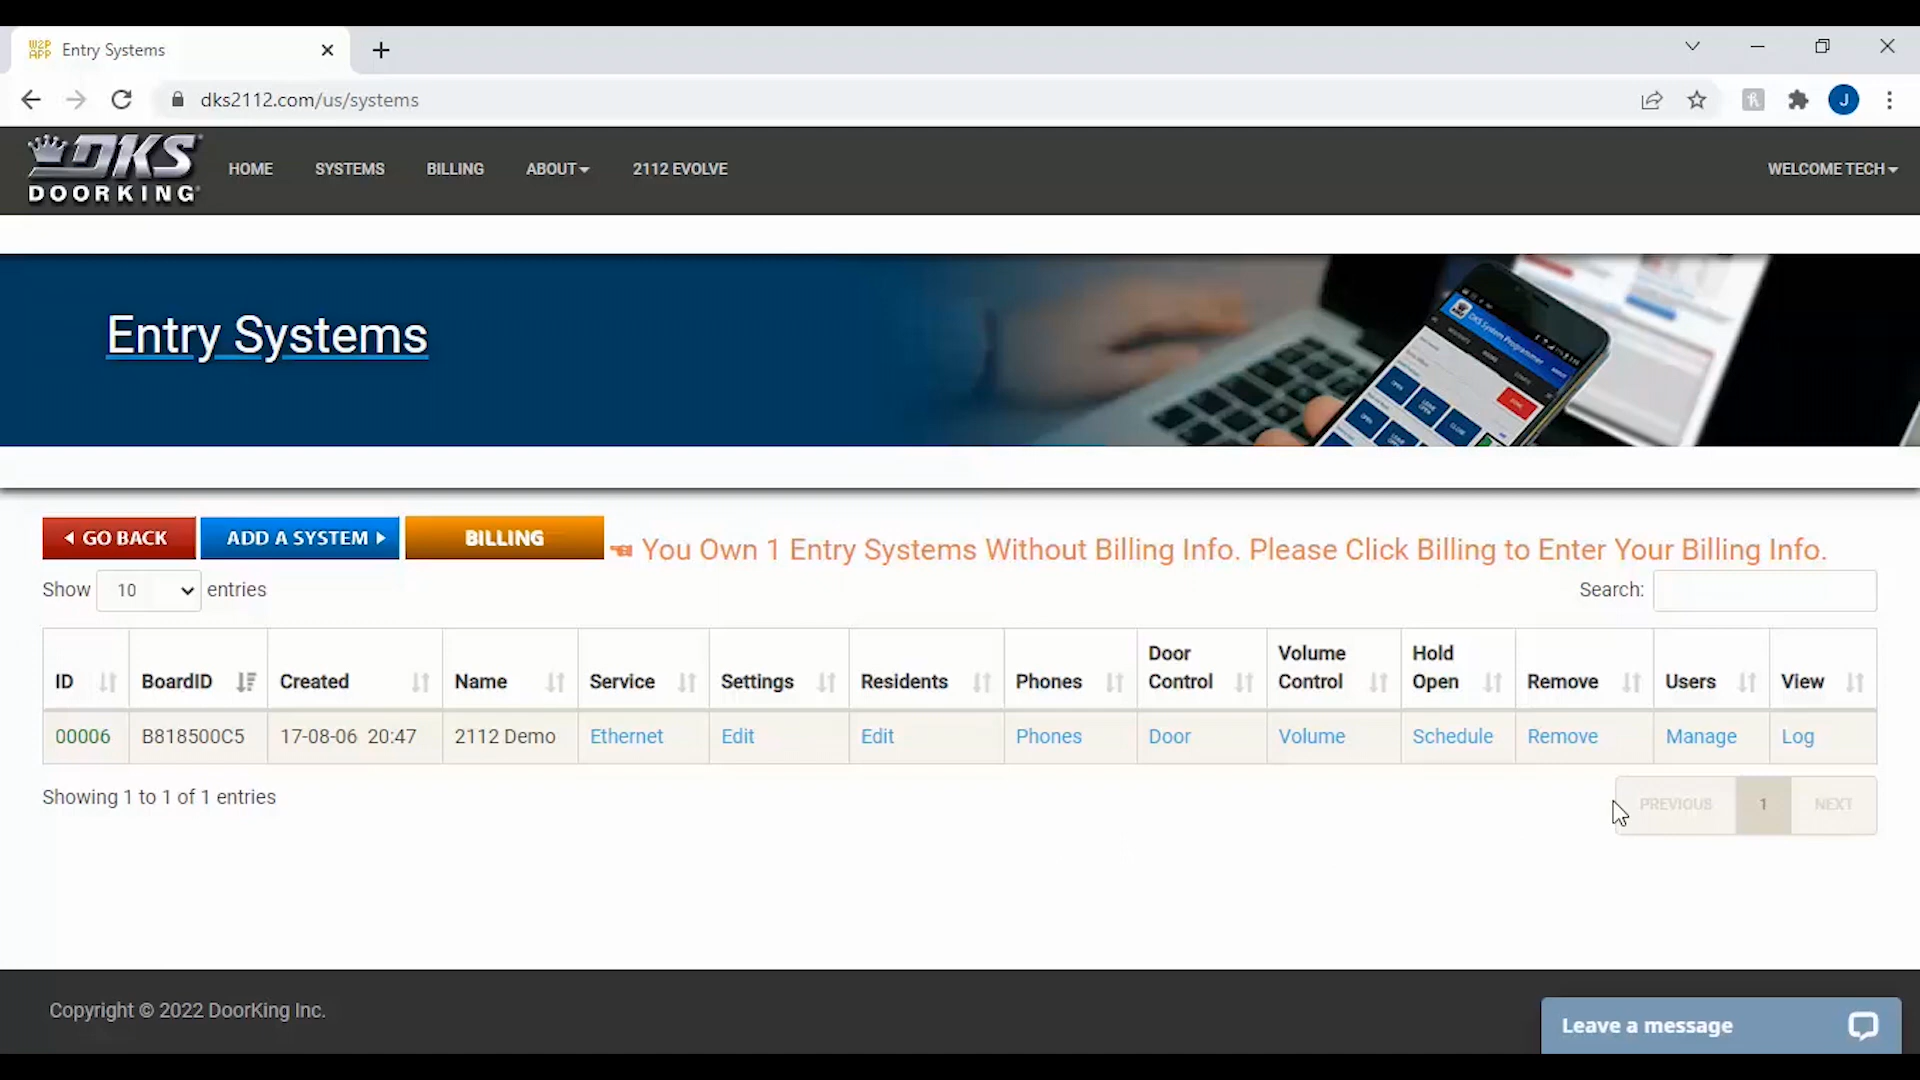 W2P
APP
Entry Systems
dks2112.com/us/systems
J
DKS
DOORKING
HOME
SYSTEMS
BILLING
ABOUT
2112 EVOLVE
WELCOME TECH
Entry Systems
DKS System Programmer
GO BACK
ADD A SYSTEM
BILLING
You Own 1 Entry Systems Without Billing Info. Please Click Billing to Enter Your Billing Info.
Show 10 entries
Search:
ID BoardID Created Name Service Settings Residents Phones Door Control Volume Control Hold Open Remove Users View
00006 B818500C5 17-08-06 20:47 2112 Demo Ethernet Edit Edit Phones Door Volume Schedule Remove Manage Log
Showing 1 to 1 of 1 entries
PREVIOUS 1 NEXT
Copyright © 2022 DoorKing Inc.
Leave a message